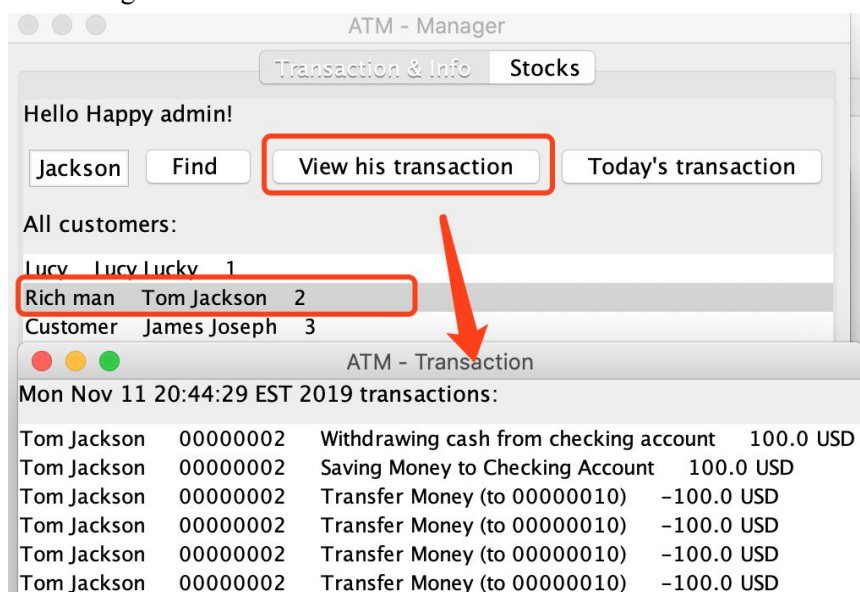 ATM - Manager
Transaction & Info Stocks
Hello Happy admin!
Jackson Find View his transaction Today's transaction
All customers:
Lucy Lucy Lucky 1
Rich man Tom Jackson 2
Customer James Joseph 3
ATM - Transaction
Mon Nov 11 20:44:29 EST 2019 transactions:
Tom Jackson 00000002 Withdrawing cash from checking account 100.0 USD
Tom Jackson 00000002 Saving Money to Checking Account 100.0 USD
Tom Jackson 00000002 Transfer Money (to 00000010) -100.0 USD
Tom Jackson 00000002 Transfer Money (to 00000010) -100.0 USD
Tom Jackson 00000002 Transfer Money (to 00000010) -100.0 USD
Tom Jackson 00000002 Transfer Money (to 00000010) -100.0 USD